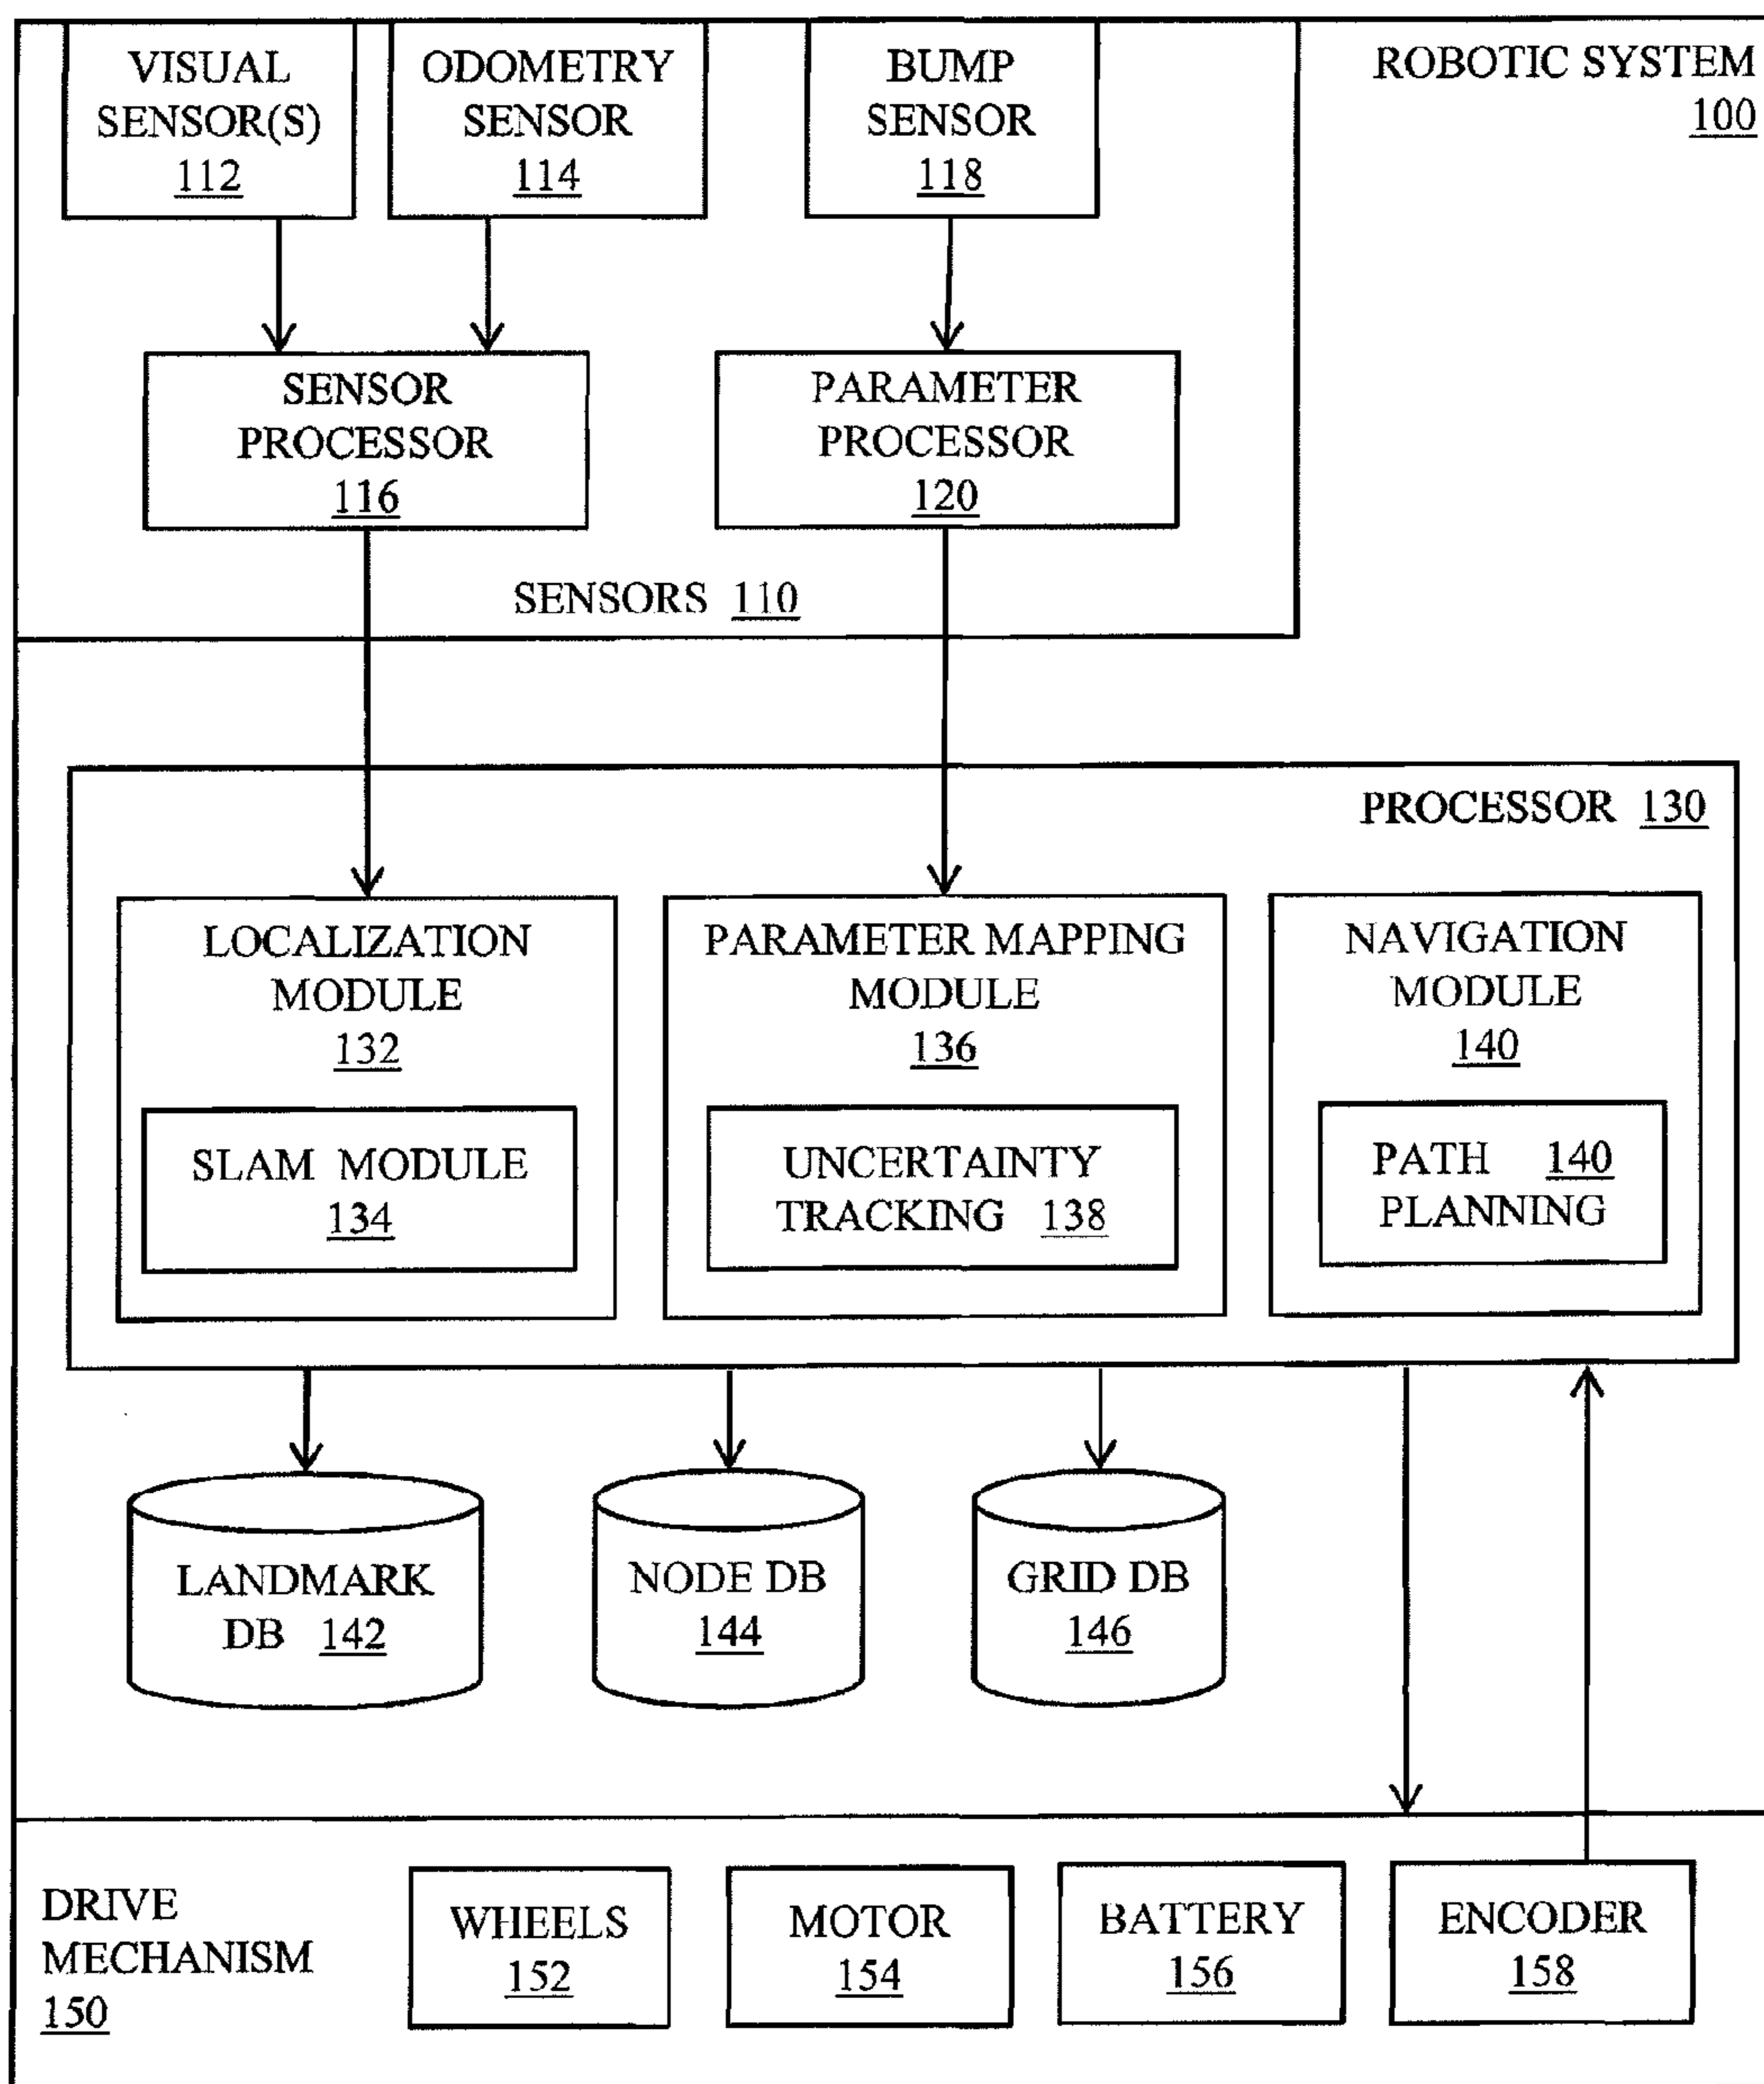 ROBOTIC SYSTEM
100
VISUAL
SENSOR(S)
112
ODOMETRY
SENSOR
114
BUMP
SENSOR
118
SENSOR
PROCESSOR
116
PARAMETER
PROCESSOR
120
SENSORS 110
PROCESSOR 130
LOCALIZATION
MODULE
132
SLAM MODULE
134
PARAMETER MAPPING
MODULE
136
UNCERTAINTY
TRACKING 138
NAVIGATION
MODULE
140
PATH 140
PLANNING
LANDMARK
DB 142
NODE DB
144
GRID DB
146
DRIVE
MECHANISM
150
WHEELS
152
MOTOR
154
BATTERY
156
ENCODER
158